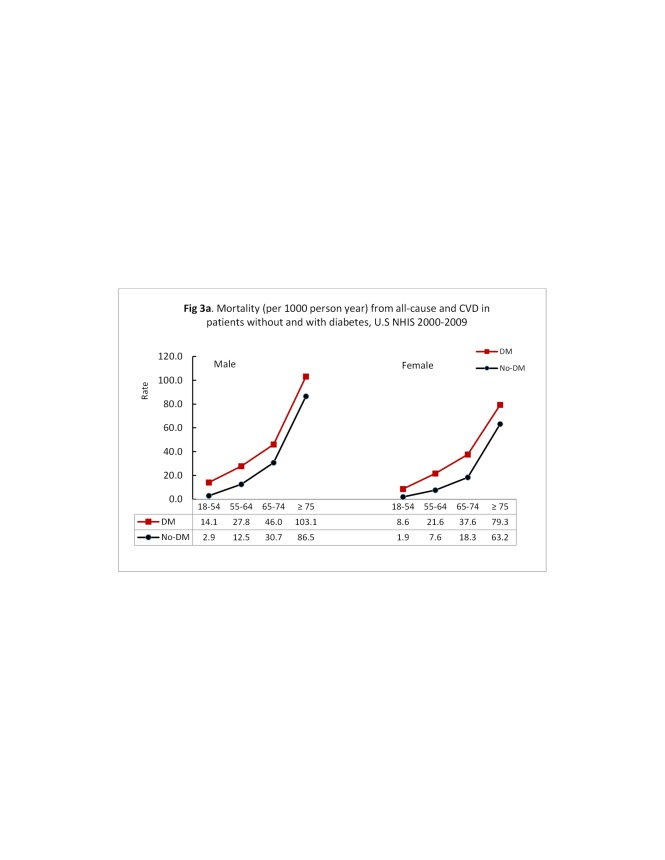 Fig 3a. Mortality (per 1000 person year) from all-cause and CVD in
patients without and with diabetes, U.S NHIS 2000-2009
DM
No-DM
Male
Female
Rate
120.0
100.0
80.0
60.0
40.0
20.0
0.0
18-54 55-64 65-74 ≥ 75 18-54 55-64 65-74 ≥ 75
DM 14.1 27.8 46.0 103.1 8.6 21.6 37.6 79.3
No-DM 2.9 12.5 30.7 86.5 1.9 7.6 18.3 63.2